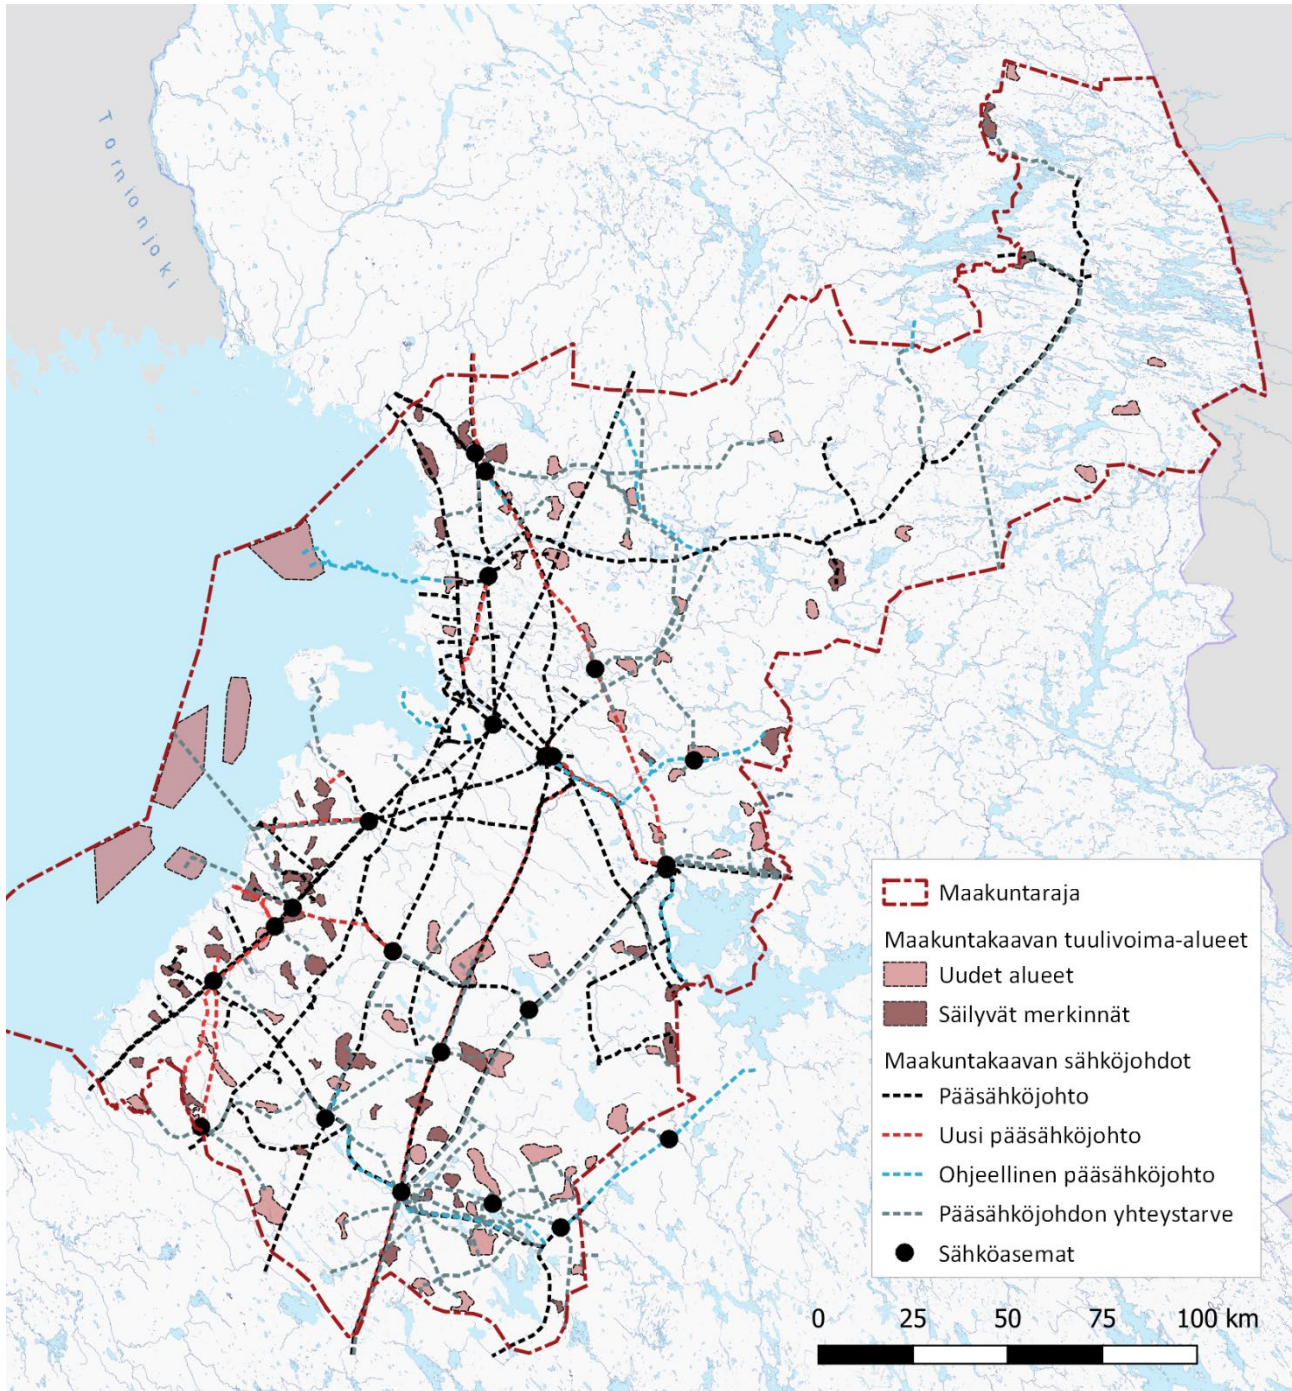 Tornionjoki
Maakuntaraja
Maakuntakaavan tuulivoima-alueet
Uudet alueet
Säilyvät merkinnät
Maakuntakaavan sähköjohdot
Pääsähköjohto
Uusi pääsähköjohto
Ohjeellinen pääsähköjohto
Pääsähköjohdon yhteystarve
Sähköasemat
0 25 50 75 100 km